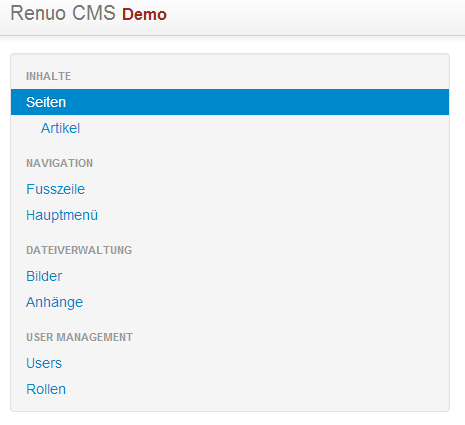 Renuo CMS Demo
INHALTE
Seiten
Artikel
NAVIGATION
Fusszeile
Hauptmenü
DATEIVERWALTUNG
Bilder
Anhänge
USER MANAGEMENT
Users
Rollen